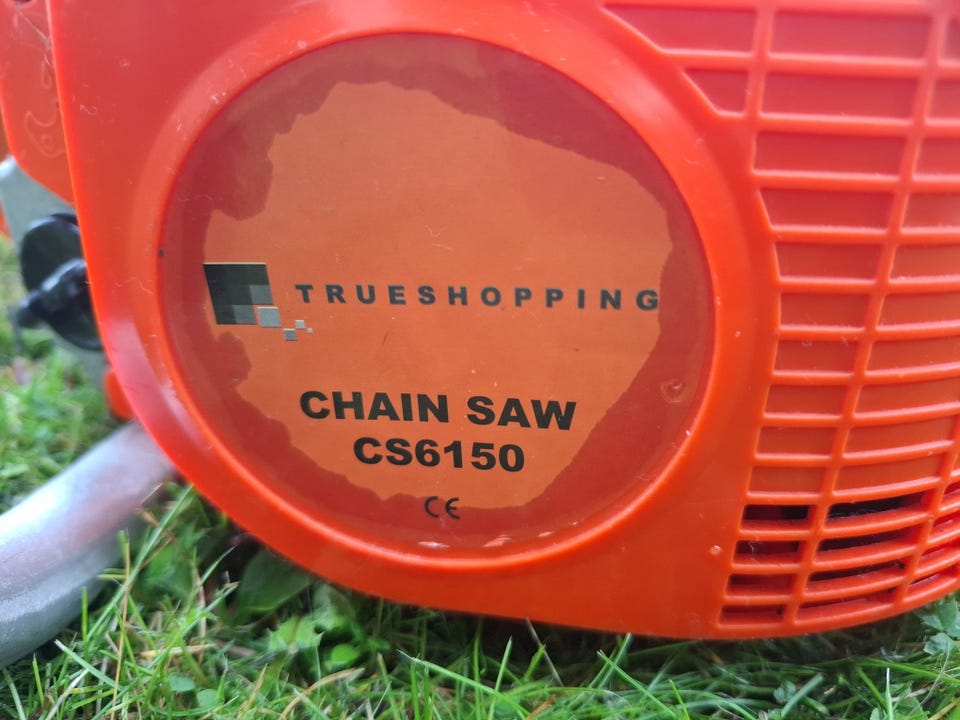 TRUESHOPPING
CHAIN SAW
CS6150
CE